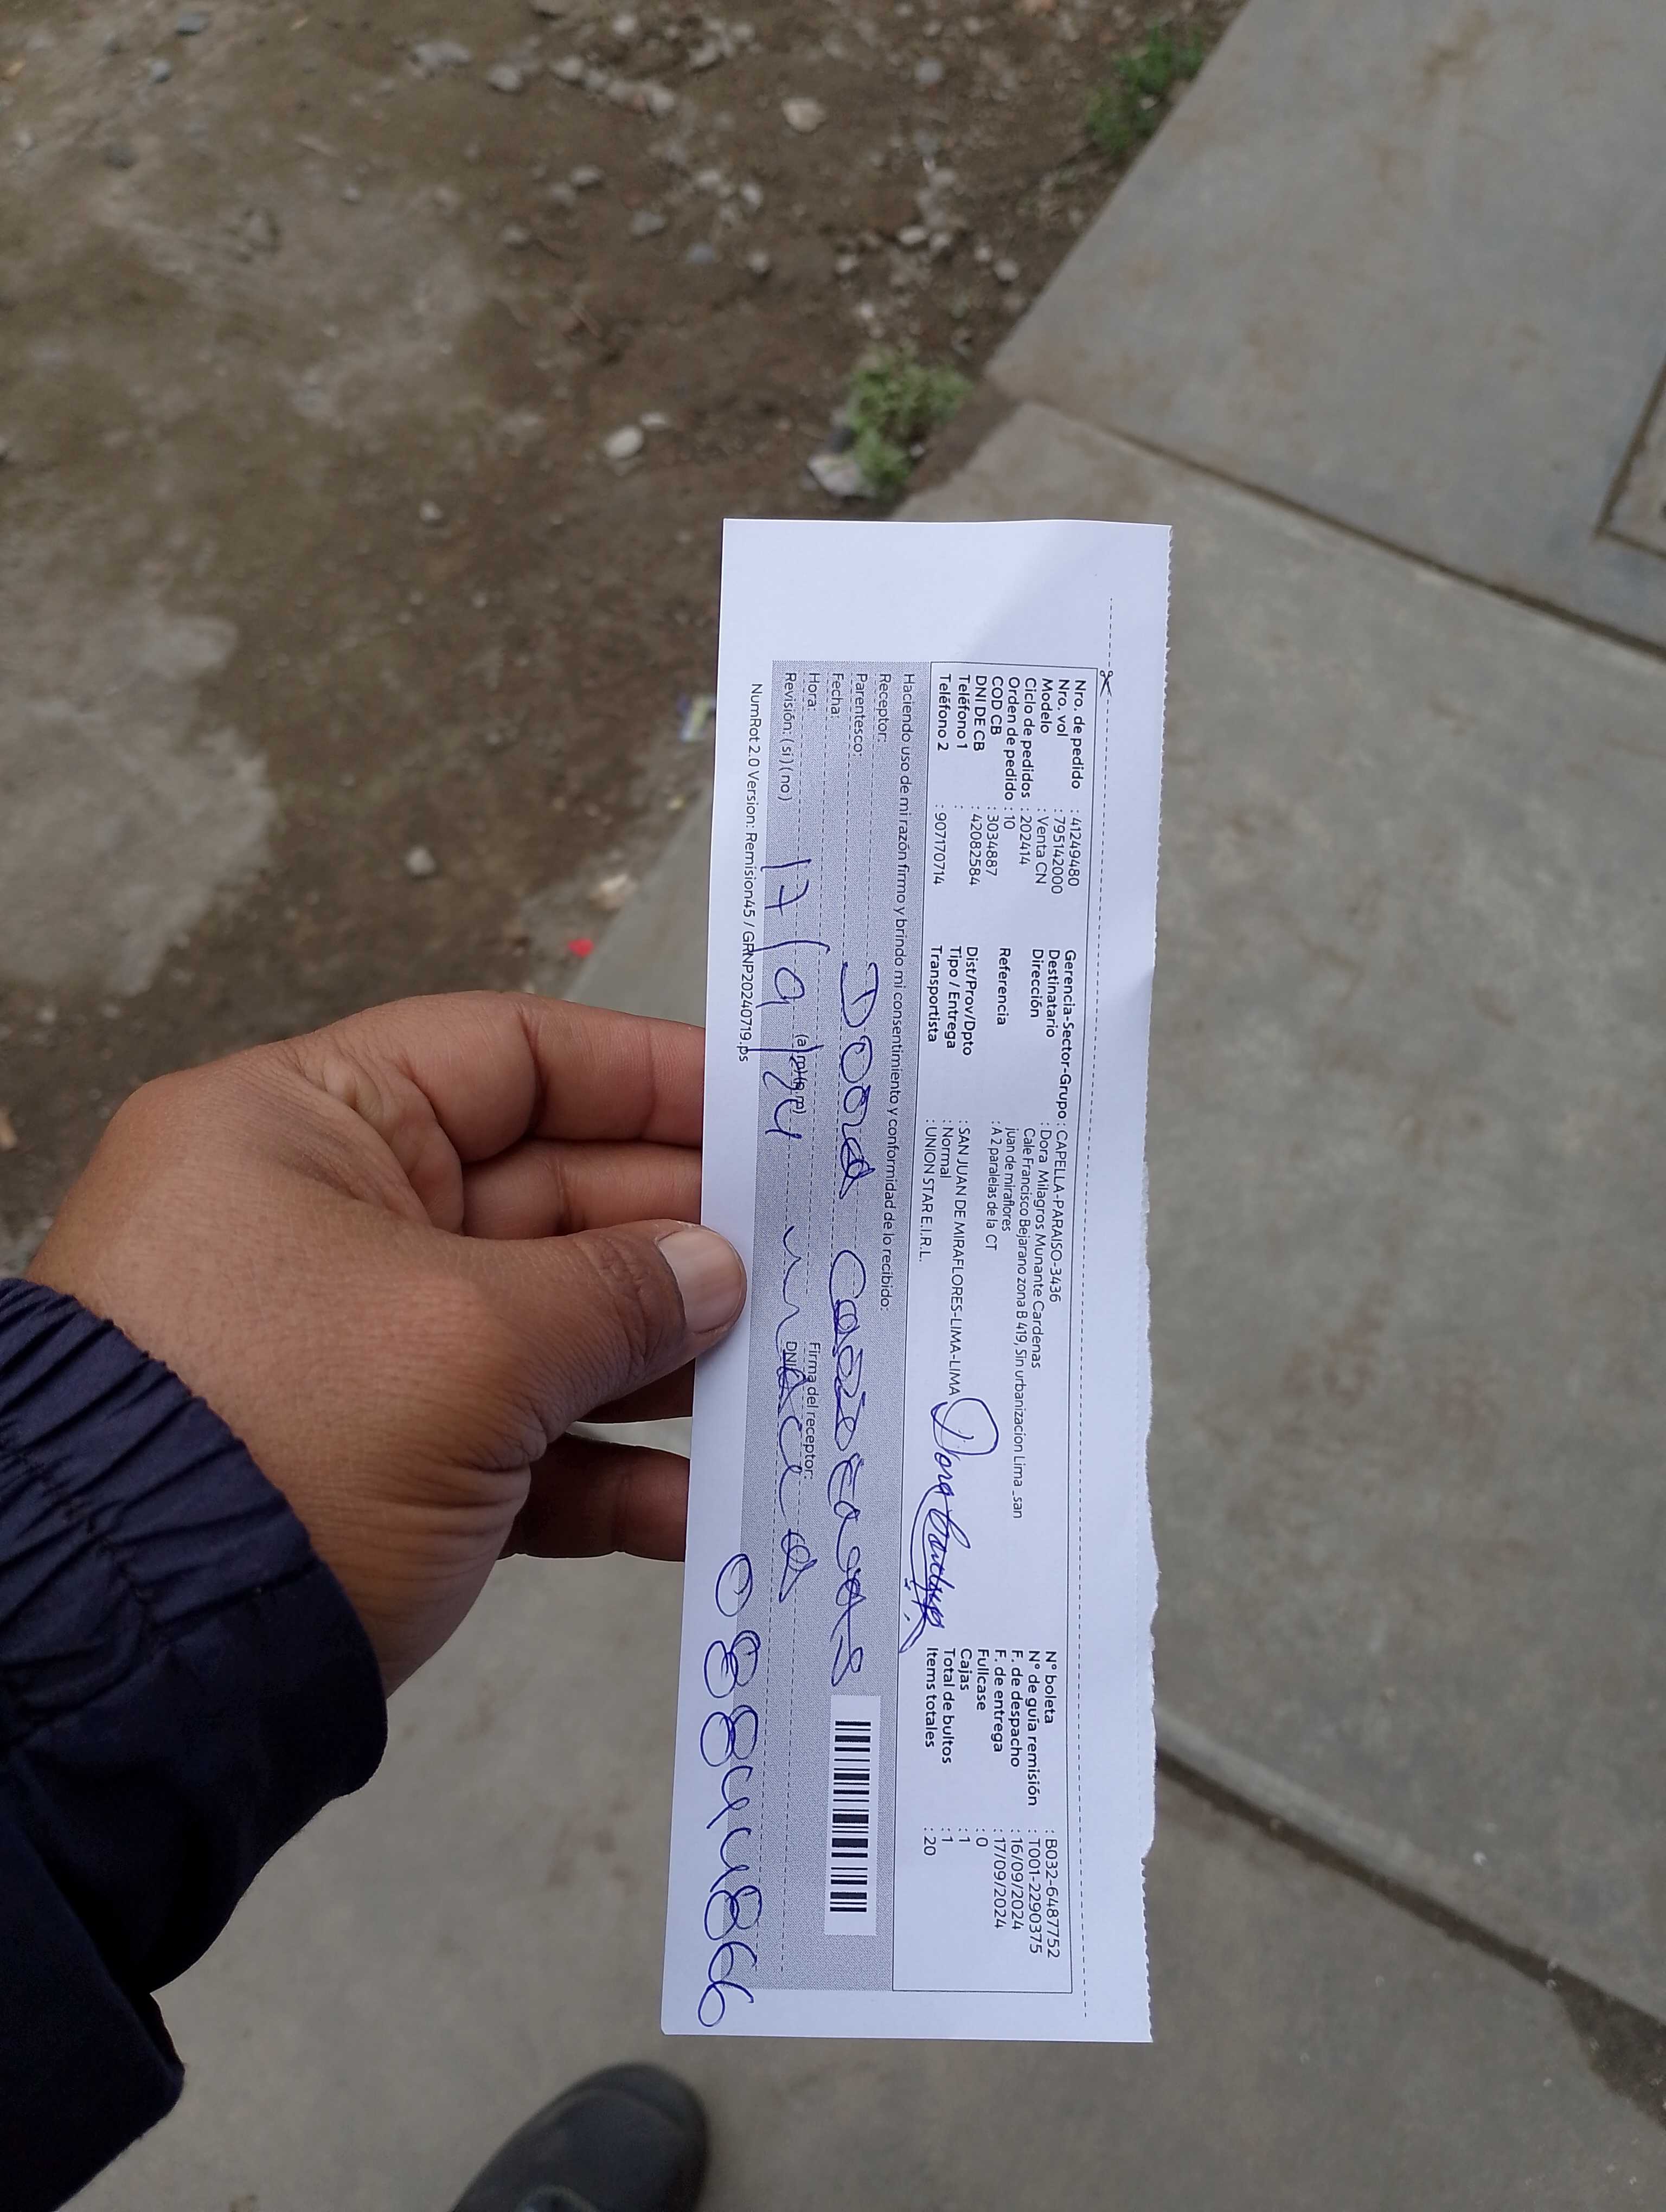 Nro. de pedido : 41249480
Nro. vol : 795142000
Modelo : Venta CN
Ciclo de pedidos : 202414
Orden de pedido : 10
COD CB : 3034887
DNI DE CB : 42082584
Teléfono 1 :
Teléfono 2 : 907170714
Gerencia-Sector-Grupo : CAPELLA-PARAISO-3436
Destinatario : Dora Milagros Munante Cardenas
Dirección Calle Francisco Bejarano zona B 419, Sin urbanizacion Lima _san
juan de miraflores
Referencia : A 2 paralelas de la CT
Dist/Prov/Dpto : SAN JUAN DE MIRAFLORES-LIMA-LIMA
Tipo / Entrega : Normal
Transportista : UNION STAR E.I.R.L.
N° boleta : B032-6487752
N° de guía remisión : T001-2290375
F. de despacho : 16/09/2024
F. de entrega : 17/09/2024
Fullcase : 0
Cajas : 1
Total de bultos : 1
Items totales : 20
Haciendo uso de mi razón firmo y brindo mi consentimiento y conformidad de lo recibido:
Receptor:
Parentesco: Dora
Fecha:
Hora: (a)m (p.m)
Firma del receptor:
Revisión: (si) (no) 17/9/24
DNI: 08844866
NumRot 2.0 Version: Remision45 / GRNP20240719.ps